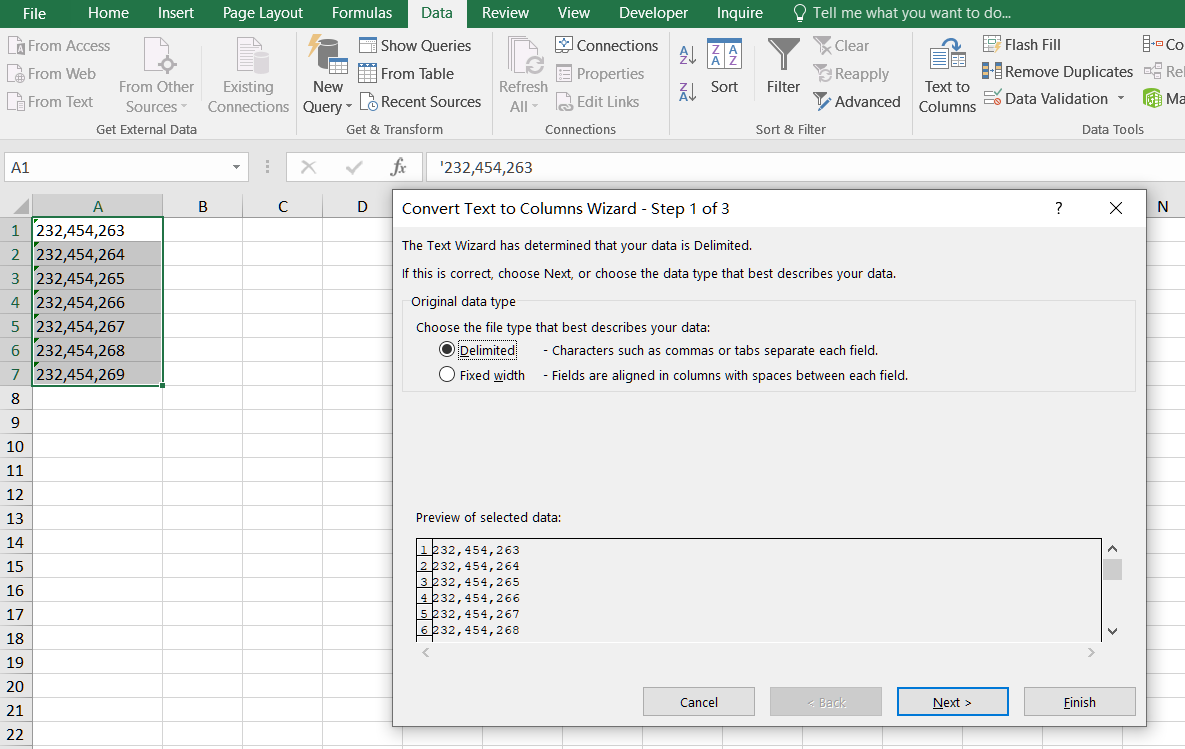 File Home Insert Page Layout Formulas Data Review View Developer Inquire Tell me what you want to do...
From Access
From Web
From Text
From Other Sources
Existing Connections
Get External Data
New Query
Show Queries
From Table
Recent Sources
Get & Transform
Refresh All
Connections
Properties
Edit Links
Connections
Sort
Filter
Clear
Reapply
Advanced
Sort & Filter
Text to Columns
Flash Fill
Remove Duplicates
Data Validation
Co
Rel
Ma
Data Tools
A1 fx '232,454,263
A B C D N
1 232,454,263
2 232,454,264
3 232,454,265
4 232,454,266
5 232,454,267
6 232,454,268
7 232,454,269
8
9
10
11
12
13
14
15
16
17
18
19
20
21
22
Convert Text to Columns Wizard - Step 1 of 3 ?
The Text Wizard has determined that your data is Delimited.
If this is correct, choose Next, or choose the data type that best describes your data.
Original data type
Choose the file type that best describes your data:
Delimited - Characters such as commas or tabs separate each field.
Fixed width - Fields are aligned in columns with spaces between each field.
Preview of selected data:
1 232,454,263
2 232,454,264
3 232,454,265
4 232,454,266
5 232,454,267
6 232,454,268
Cancel < Back Next > Finish